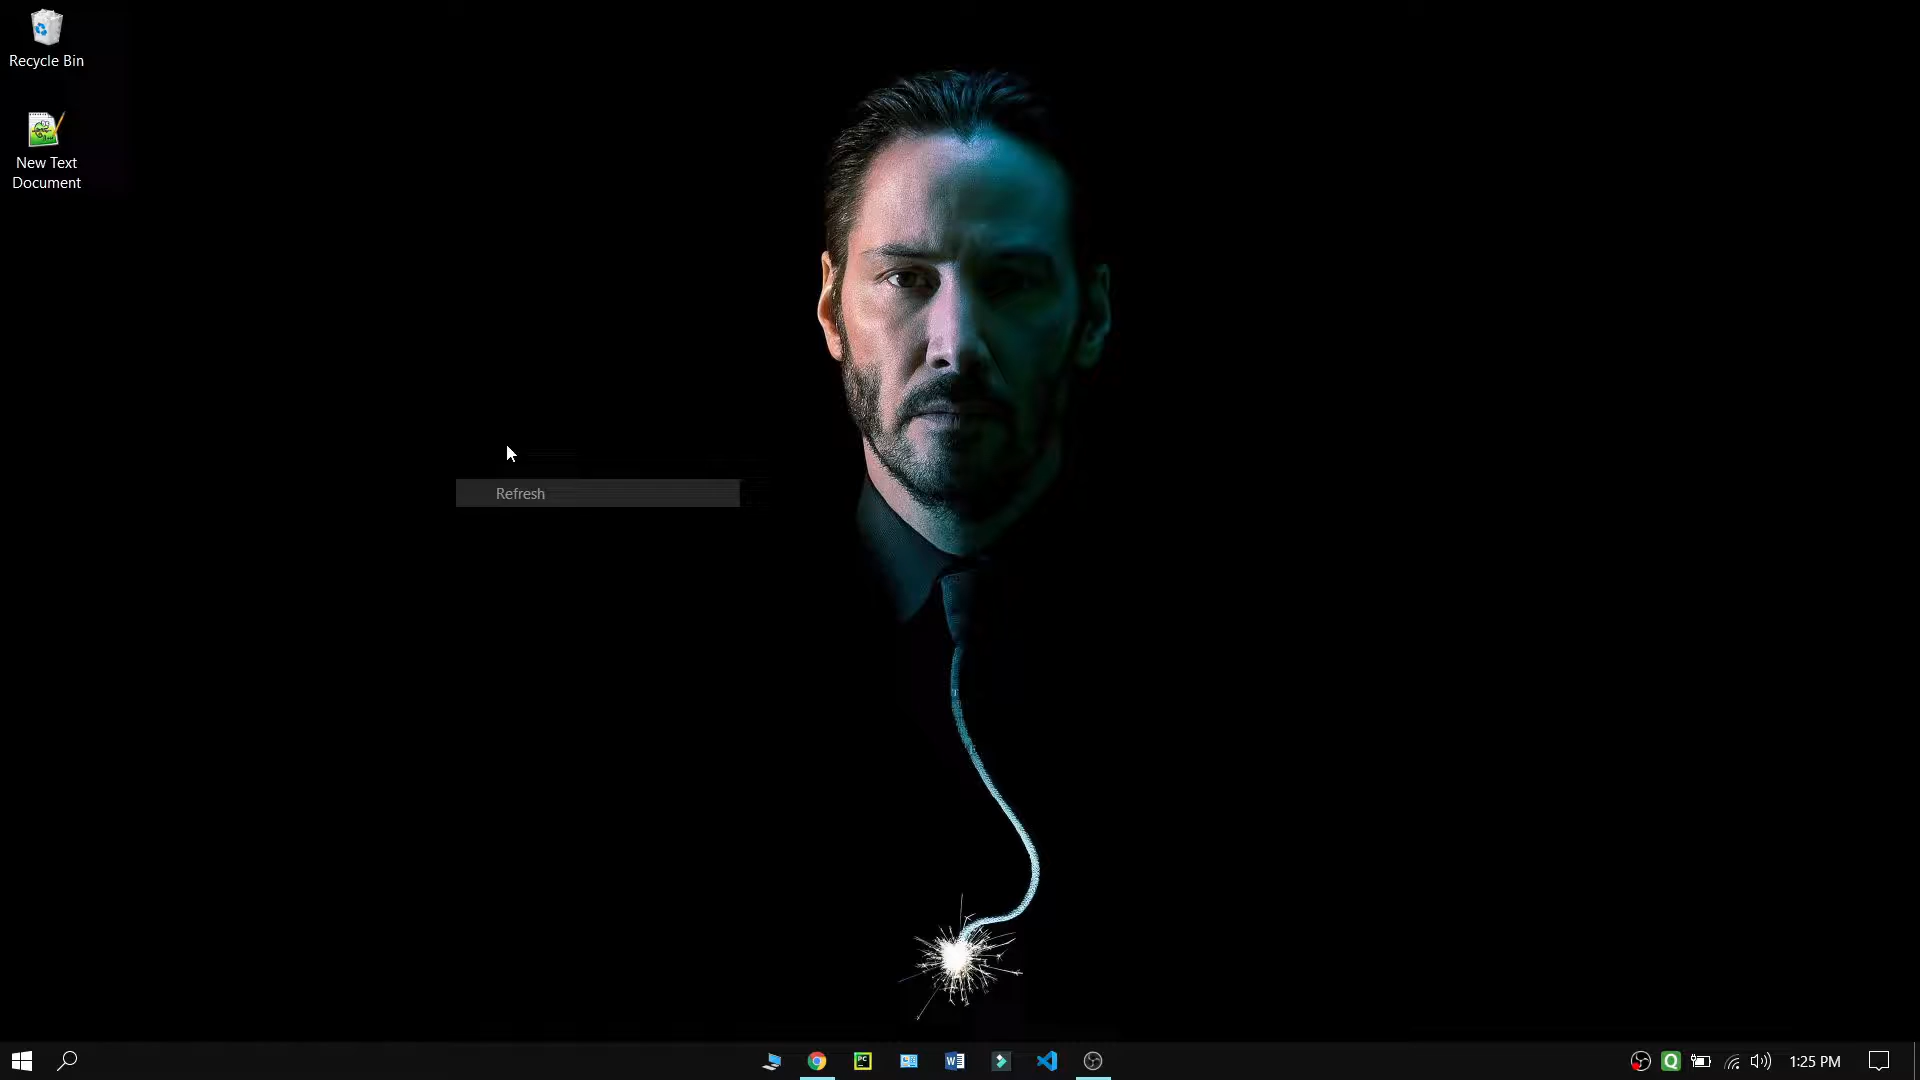 Recycle Bin
New Text
Document
Refresh
1:25 PM